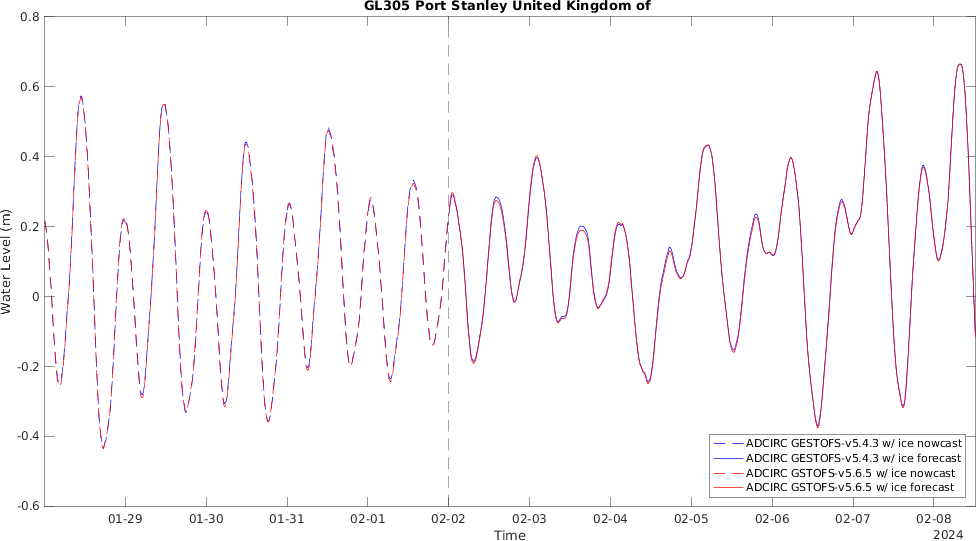 GL305 Port Stanley United Kingdom of
0.8
0.6
0.4
0.2
0
-0.2
-0.4
-0.6
Water Level (m)
ADCIRC GESTOFS-v5.4.3 w/ ice nowcast
ADCIRC GESTOFS-v5.4.3 w/ ice forecast
ADCIRC GSTOFS-v5.6.5 w/ ice nowcast
ADCIRC GSTOFS-v5.6.5 w/ ice forecast
01-29 01-30 01-31 02-01 02-02 02-03 02-04 02-05 02-06 02-07 02-08
Time
2024